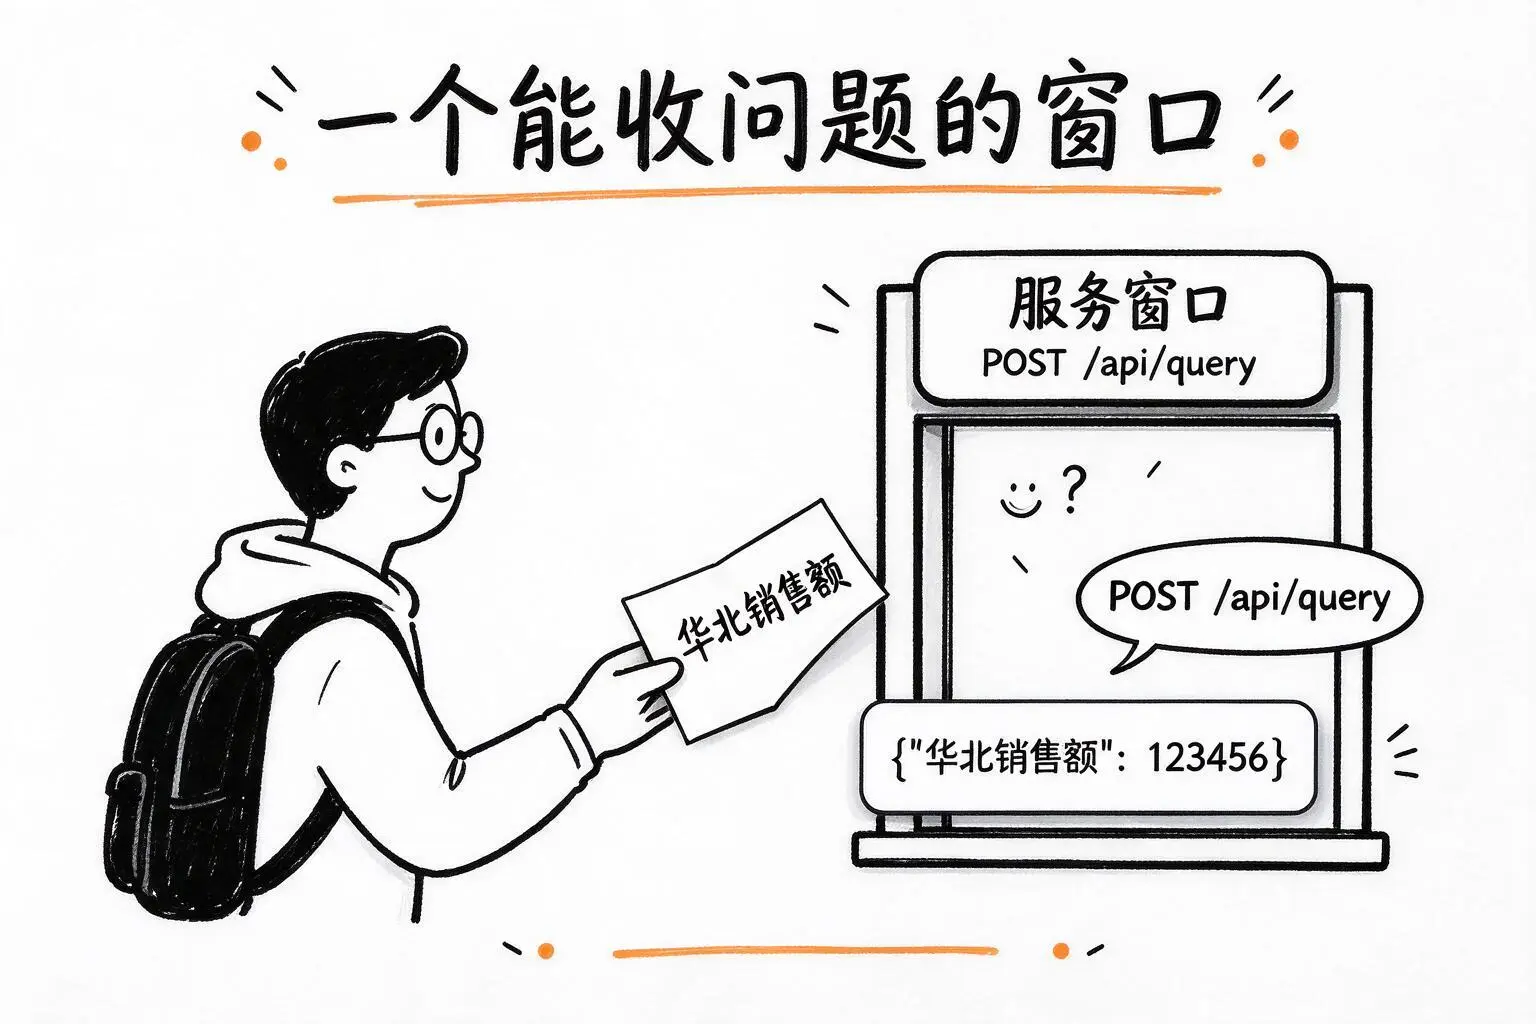 一个能收问题的窗口
服务窗口
POST /api/query
?
华北销售额
POST /api/query
{"华北销售额": 123456}